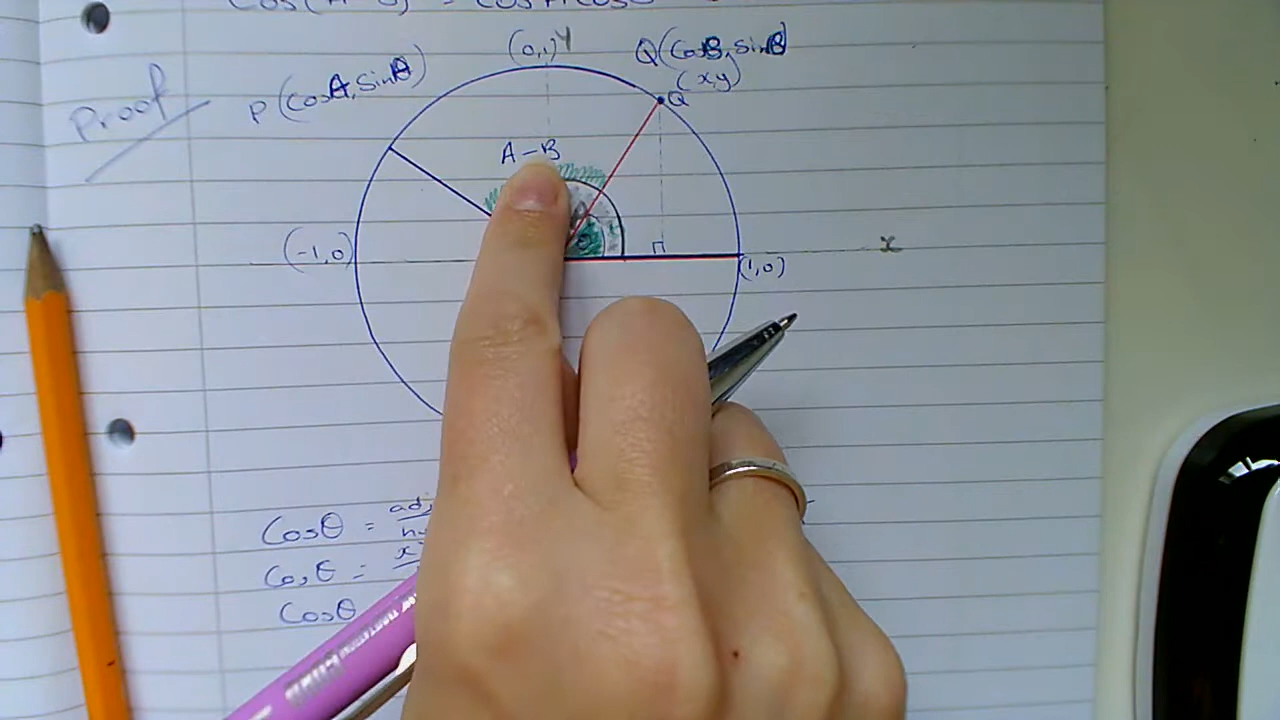 Proof
P(CosA, SinA)
(0,1) Y
Q(CosB, SinB)
(x,y)
Q
A-B
(-1,0)
(1,0)
x
Cosθ =
Cosθ =
Cosθ